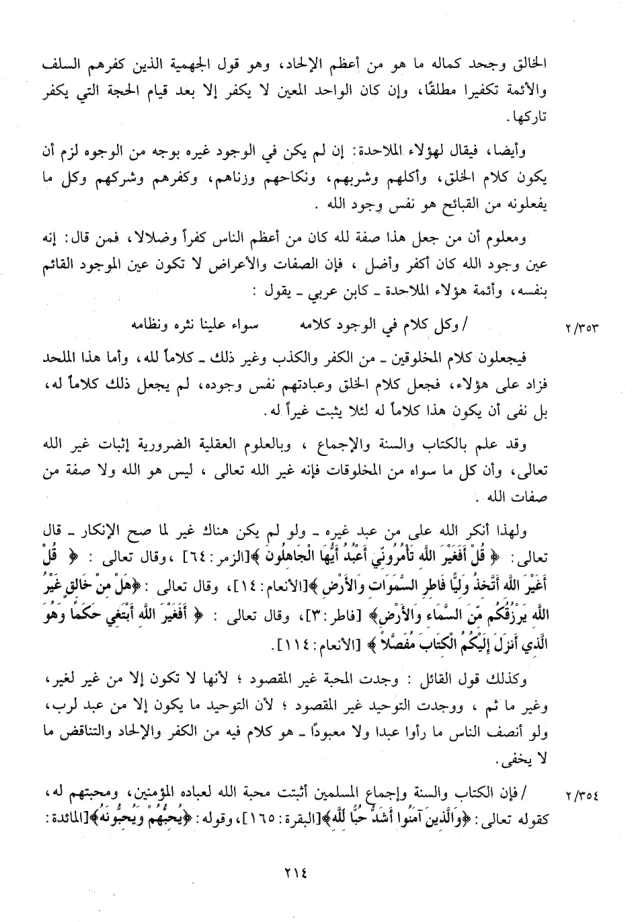 الخالق وجحد كماله ما هو من أعظم الإلحاد، وهو قول الجهمية الذين كفرهم السلف
والأئمة تكفيرا مطلقًا، وإن كان الواحد المعين لا يكفر إلا بعد قيام الحجة التي يكفر
تاركها.
وأيضا، فيقال لهؤلاء الملاحدة: إن لم يكن في الوجود غيره بوجه من الوجوه لزم أن
يكون كلام الخلق، وأكلهم وشربهم، ونكاحهم وزناهم، وكفرهم وشركهم وكل ما
يفعلونه من القبائح هو نفس وجود الله .
ومعلوم أن من جعل هذا صفة لله كان من أعظم الناس كفراً وضلالا، فمن قال: إنه
عين وجود الله كان أكفر وأضل ، فإن الصفات والأعراض لا تكون عين الموجود القائم
بنفسه، وأئمة هؤلاء الملاحدة ـ كابن عربي ـ يقول :
٢/٣٥٣ / وكل كلام في الوجود كلامه سواء علينا نثره ونظامه
فيجعلون كلام المخلوقين ـ من الكفر والكذب وغير ذلك ـ كلاماً لله، وأما هذا الملحد
فزاد على هؤلاء، فجعل كلام الخلق وعبادتهم نفس وجوده، لم يجعل ذلك كلاماً له،
بل نفى أن يكون هذا كلاماً له لئلا يثبت غيراً له.
وقد علم بالكتاب والسنة والإجماع ، وبالعلوم العقلية الضرورية إثبات غير الله
تعالى، وأن كل ما سواه من المخلوقات فإنه غير الله تعالى ، ليس هو الله ولا صفة من
صفات الله .
ولهذا أنكر الله على من عبد غيره ـ ولو لم يكن هناك غير لما صح الإنكار ـ قال
تعالى: ﴿ قُلْ أَفَغَيْرَ اللَّه تَأْمُرُونِّي أَعْبُدُ أَيُّهَا الْجَاهِلُونَ ﴾[الزمر:٦٤] ،وقال تعالى : ﴿ قُلْ
أَغَيْرَ اللَّه أَتَّخذُ وَلِيًّا فَاطِرِ السَّمَوَات وَالأَرْضِ ﴾[الأنعام:١٤]، وقال تعالى :﴿هَلْ مِنْ خَالقٍ غَيْرُ
اللَّه يَرْزُقُكُم مِّنَ السَّمَاءِ وَالأَرْضِ﴾ [فاطر:٣]، وقال تعالى : ﴿ أَفَغَيْرَ اللَّه أَبْتَغِي حَكَمًا وَهُوَ
الَّذي أَنزَلَ إِلَيْكُمُ الْكتَابَ مُفَصَّلاً ﴾ [الأنعام:١١٤].
وكذلك قول القائل : وجدت المحبة غير المقصود ؛ لأنها لا تكون إلا من غير لغير،
وغير ما ثم ، ووجدت التوحيد غير المقصود ؛ لأن التوحيد ما يكون إلا من عبد لرب،
ولو أنصف الناس ما رأوا عبدا ولا معبودًا ـ هو كلام فيه من الكفر والإلحاد والتناقض ما
لا يخفى.
٢/٣٥٤ / فإن الكتاب والسنة وإجماع المسلمين أثبتت محبة الله لعباده المؤمنين، ومحبتهم له،
كقوله تعالى: ﴿وَالَّذينَ آمَنُوا أَشَدُّ حُبًّا لِّلَّه﴾[البقرة:١٦٥]، وقوله: ﴿يُحبُّهُمْ وَيُحبُّونَهُ﴾[المائدة:
٢١٤